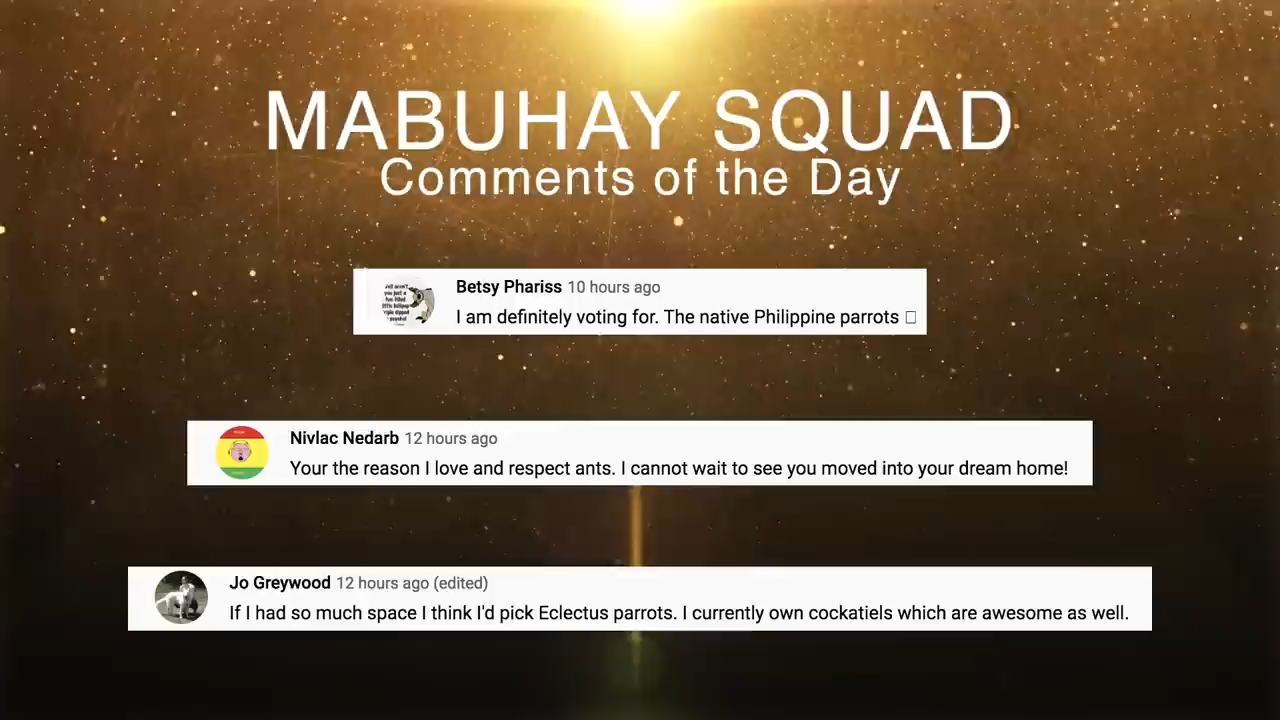 MABUHAY SQUAD
Comments of the Day
Betsy Phariss 10 hours ago
I am definitely voting for. The native Philippine parrots
Nivlac Nedarb 12 hours ago
Your the reason I love and respect ants. I cannot wait to see you moved into your dream home!
Jo Greywood 12 hours ago (edited)
If I had so much space I think I'd pick Eclectus parrots. I currently own cockatiels which are awesome as well.